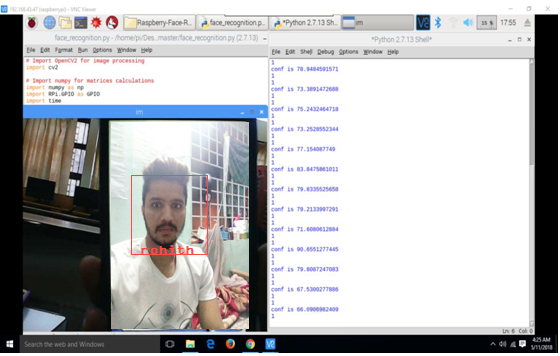 192.168.43.47 (raspberrypi) - VNC Viewer
Raspberry-Face-R...
face_recognition.p...
*Python 2.7.13 Sh...
im
15 %
17:55
face_recognition.py - /home/pi/Des...master/face_recognition.py (2.7.13)
File Edit Format Run Options Window Help
# Import OpenCV2 for image processing
import cv2
# Import numpy for matrices calculations
import numpy as np
import RPi.GPIO as GPIO
import time
im
rohith
*Python 2.7.13 Shell*
File Edit Shell Debug Options Window Help
1
conf is 78.9484591571
1
1
conf is 73.3891472688
1
1
conf is 75.2432464718
1
1
conf is 73.2528552344
1
1
conf is 77.154087749
1
1
conf is 83.8475861011
1
1
conf is 79.8335525658
1
1
conf is 79.2133997291
1
1
conf is 71.6080612884
1
1
conf is 90.6551277445
1
1
conf is 79.8087247083
1
1
conf is 67.5300277886
1
1
conf is 66.0908982409
1
Ln: 6 Col: 0
Search the web and Windows
4:25 AM
5/11/2018